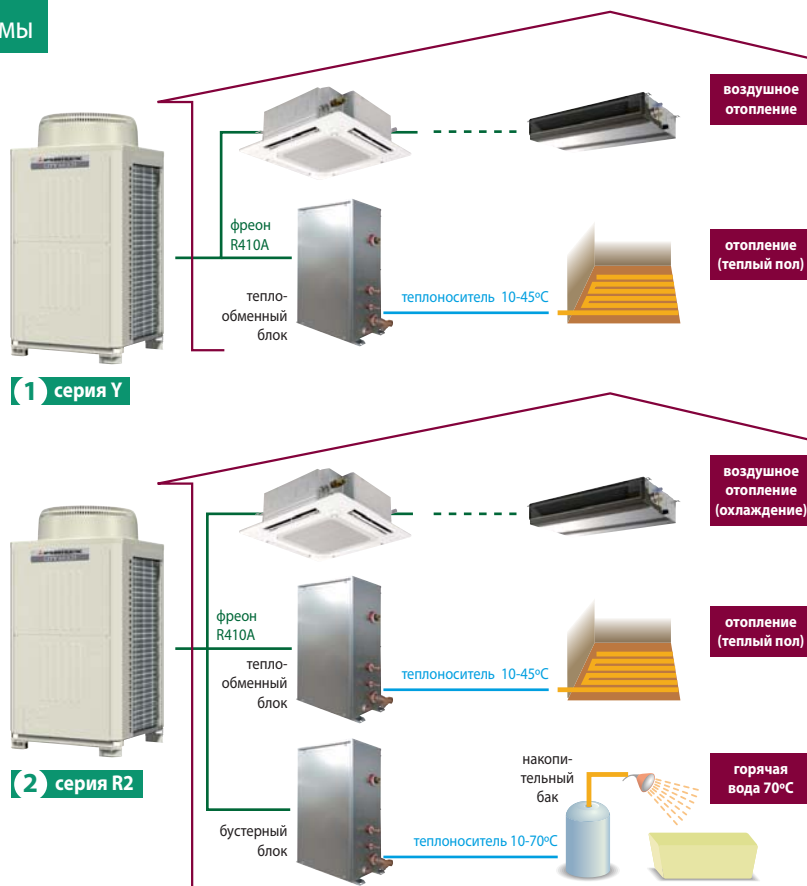 МЫ
воздушное
отопление
фреон
R410A
отопление
(теплый пол)
тепло-
обменный
блок
теплоноситель 10-45ºC
1 серия Y
воздушное
отопление
(охлаждение)
фреон
R410A
отопление
(теплый пол)
тепло-
обменный
блок
теплоноситель 10-45ºC
2 серия R2
накопи-
тельный
бак
горячая
вода 70ºC
бустерный
блок
теплоноситель 10-70ºC